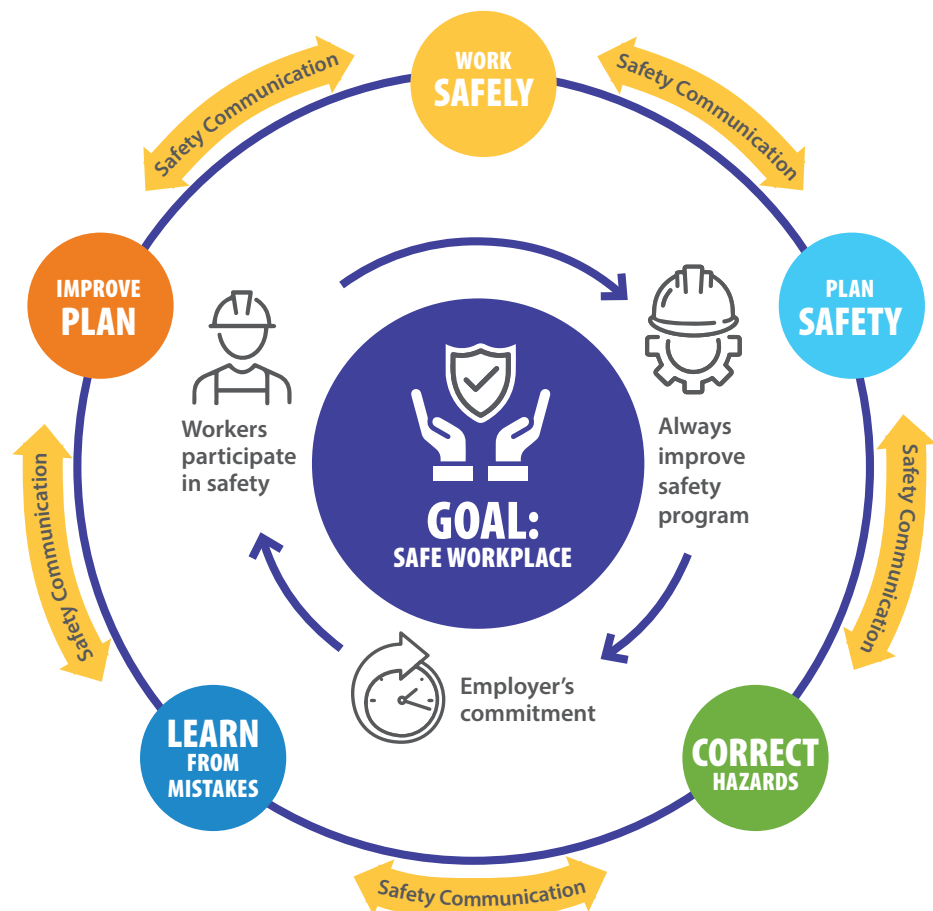 WORK
SAFELY
Safety Communication
Safety Communication
IMPROVE
PLAN
PLAN
SAFETY
Workers
participate
in safety
Always
improve
safety
program
GOAL:
SAFE WORKPLACE
Safety Communication
Safety Communication
Employer's
commitment
LEARN
FROM
MISTAKES
CORRECT
HAZARDS
Safety Communication